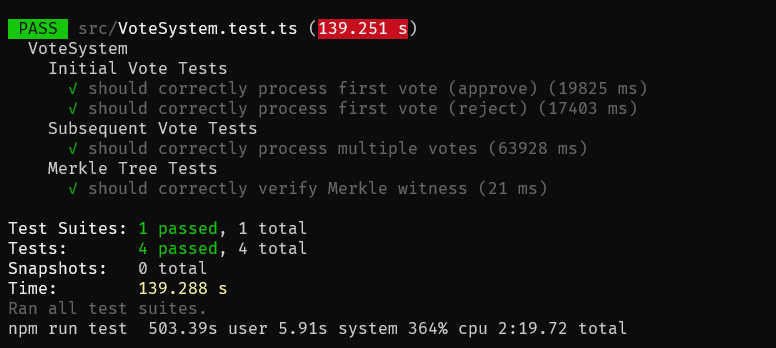 PASS src/VoteSystem.test.ts (139.251 s)
VoteSystem
Initial Vote Tests
√ should correctly process first vote (approve) (19825 ms)
√ should correctly process first vote (reject) (17403 ms)
Subsequent Vote Tests
√ should correctly process multiple votes (63928 ms)
Merkle Tree Tests
√ should correctly verify Merkle witness (21 ms)
Test Suites: 1 passed, 1 total
Tests: 4 passed, 4 total
Snapshots: 0 total
Time: 139.288 s
Ran all test suites.
npm run test 503.39s user 5.91s system 364% cpu 2:19.72 total